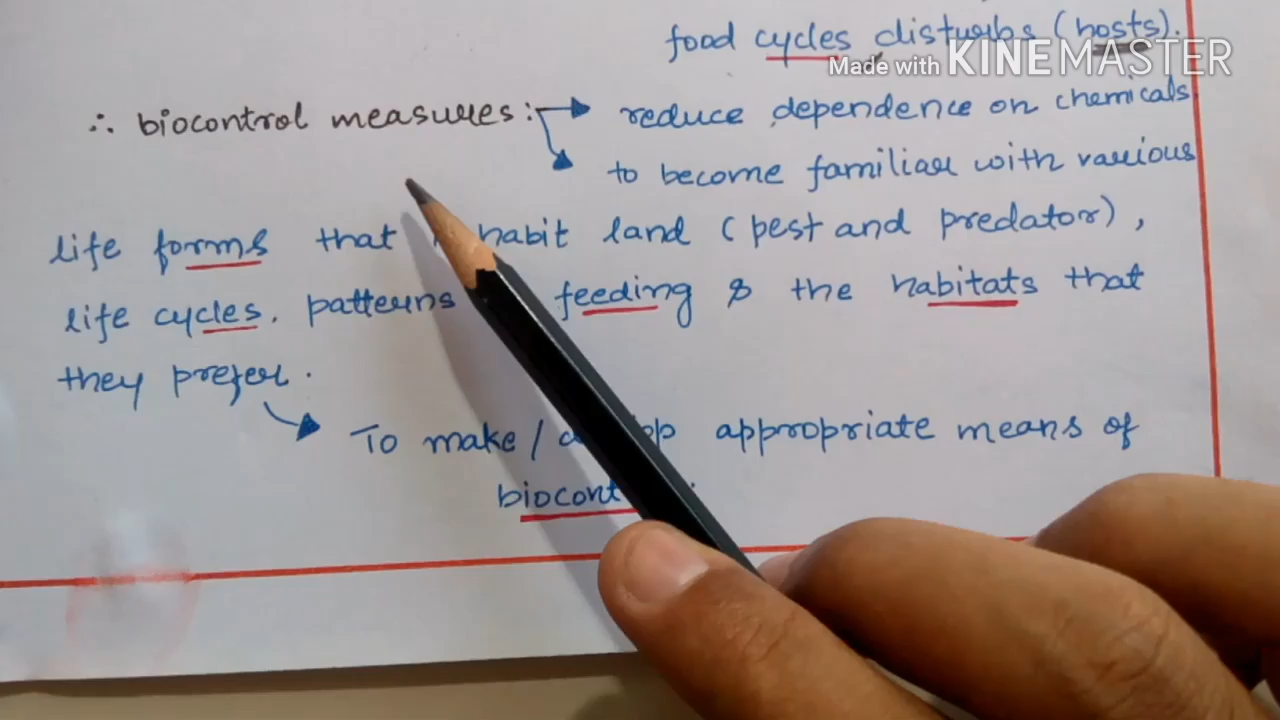 food cycles disturbs (hosts).
Made with KINEMASTER
∴ biocontrol measures: → reduce dependence on chemicals
to become familiar with various
life forms that habit land (pest and predator),
life cycles, patterns feeding & the habitats that
they prefer.
To make / appropriate means of